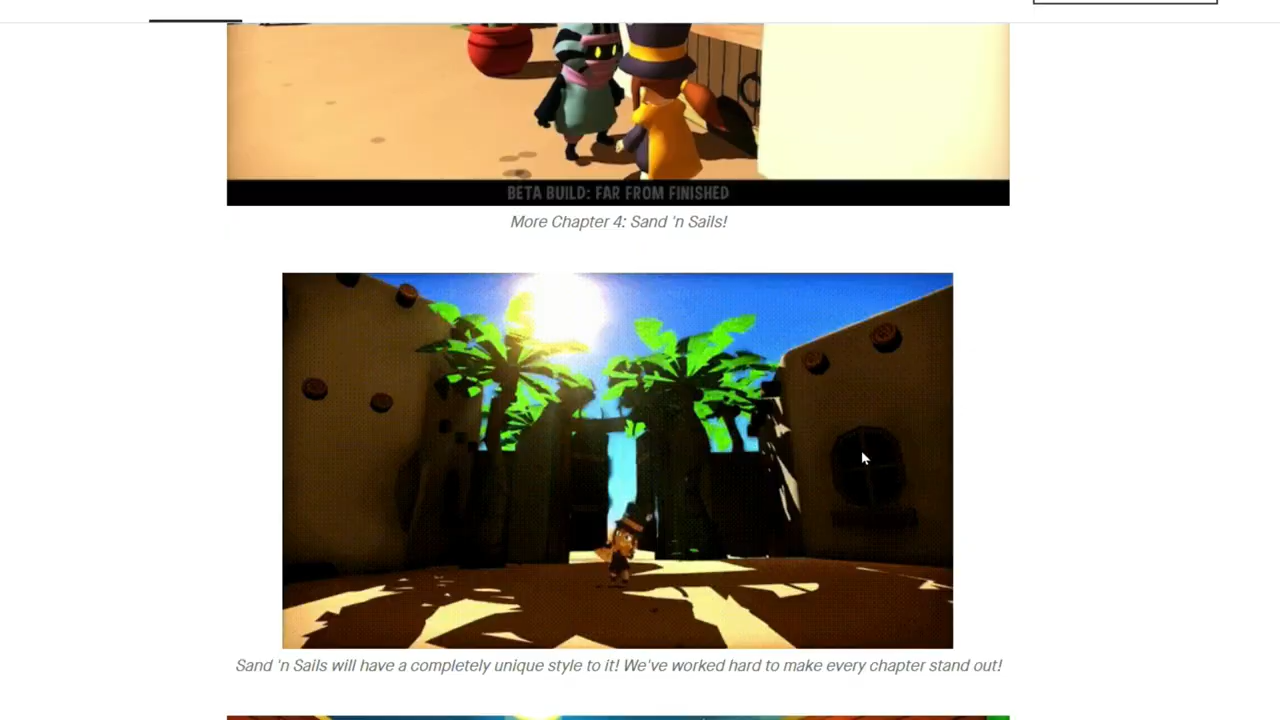 BETA BUILD: FAR FROM FINISHED
More Chapter 4: Sand 'n Sails!
Sand 'n Sails will have a completely unique style to it! We've worked hard to make every chapter stand out!